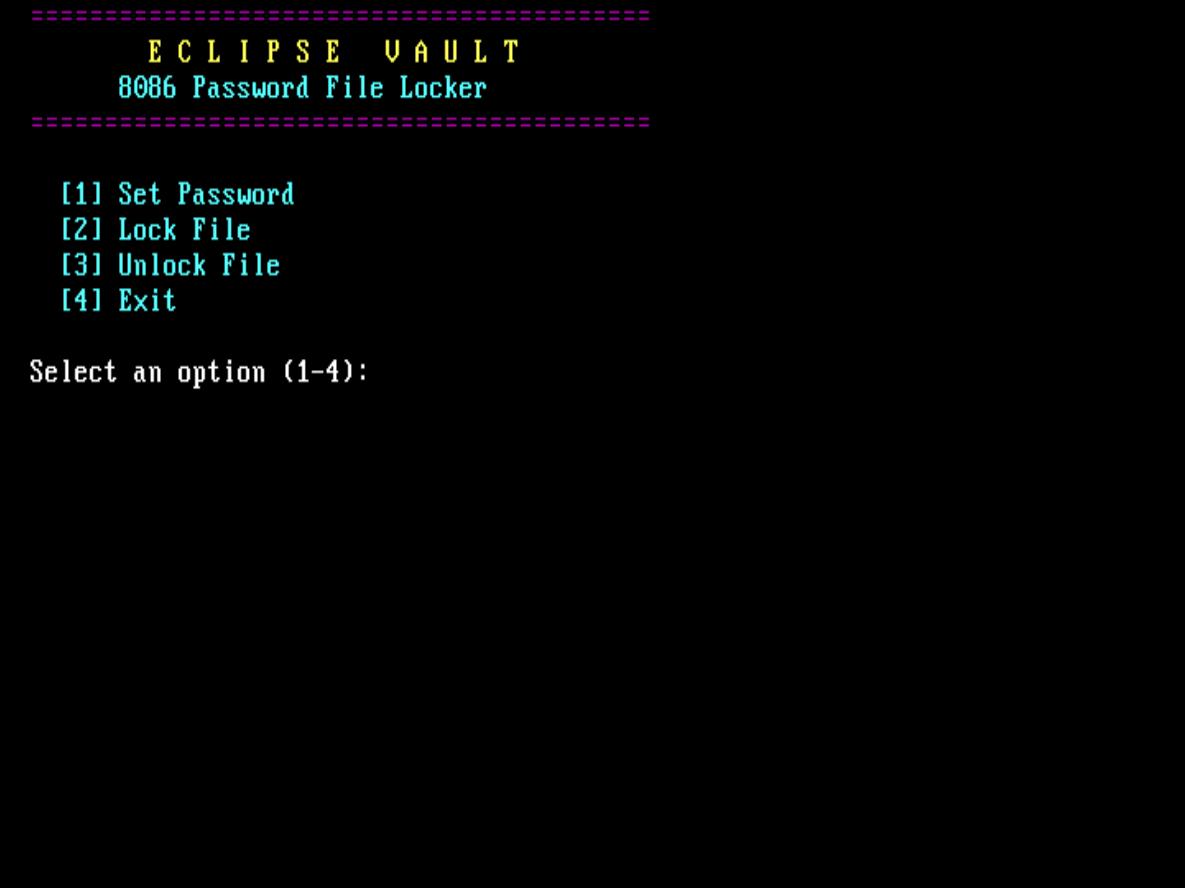 ==========================================
E C L I P S E   V A U L T
8086 Password File Locker
==========================================
[1] Set Password
[2] Lock File
[3] Unlock File
[4] Exit
Select an option (1-4):